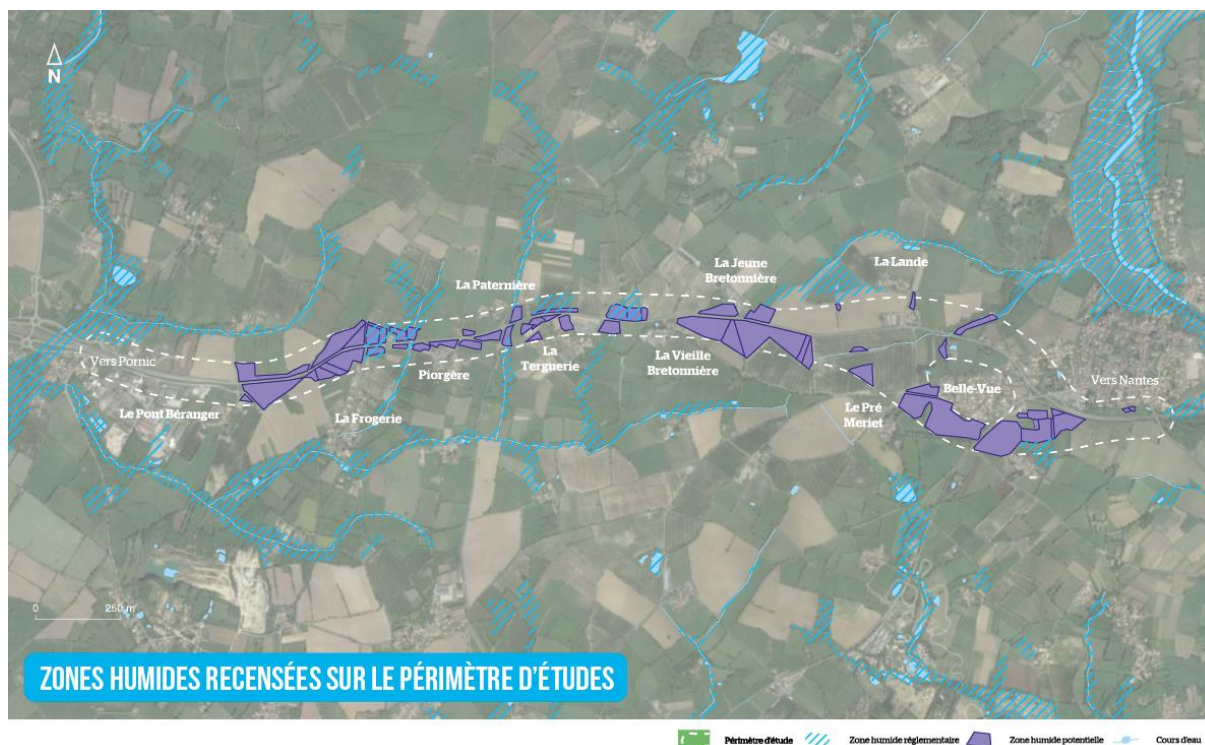 N
La Jeune
Bretonnière
La Lande
La Paternière
Vers Pornic
La
Terguerie
La Vieille
Bretonnière
Piorgère
Belle-Vue
Vers Nantes
Le Pont Béranger
La Frogerie
Le Pré
Meriet
0 250 m
ZONES HUMIDES RECENSÉES SUR LE PÉRIMÈTRE D'ÉTUDES
Périmètre d'étude Zone humide réglementaire Zone humide potentielle Cours d'eau